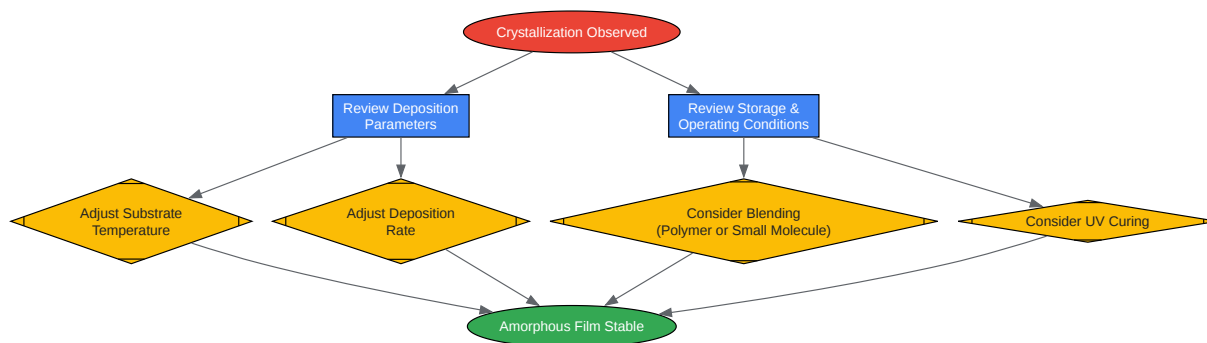 Crystallization Observed
Review Deposition
Parameters
Review Storage &
Operating Conditions
Adjust Substrate
Temperature
Adjust Deposition
Rate
Consider Blending
(Polymer or Small Molecule)
Consider UV Curing
Amorphous Film Stable